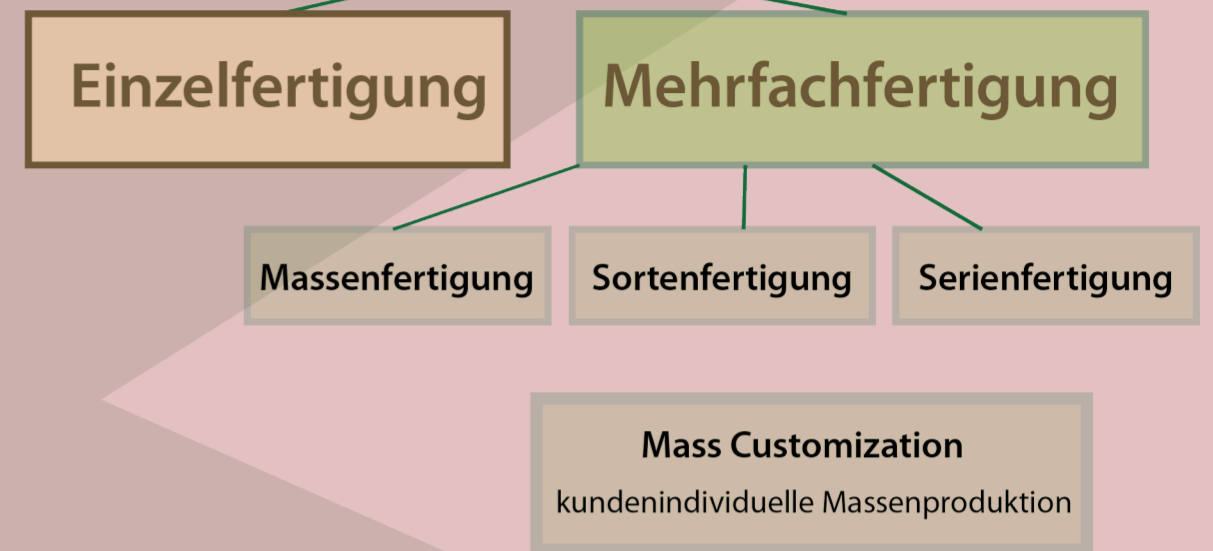 Einzelfertigung
Mehrfachfertigung
Massenfertigung
Sortenfertigung
Serienfertigung
Mass Customization
kundenindividuelle Massenproduktion